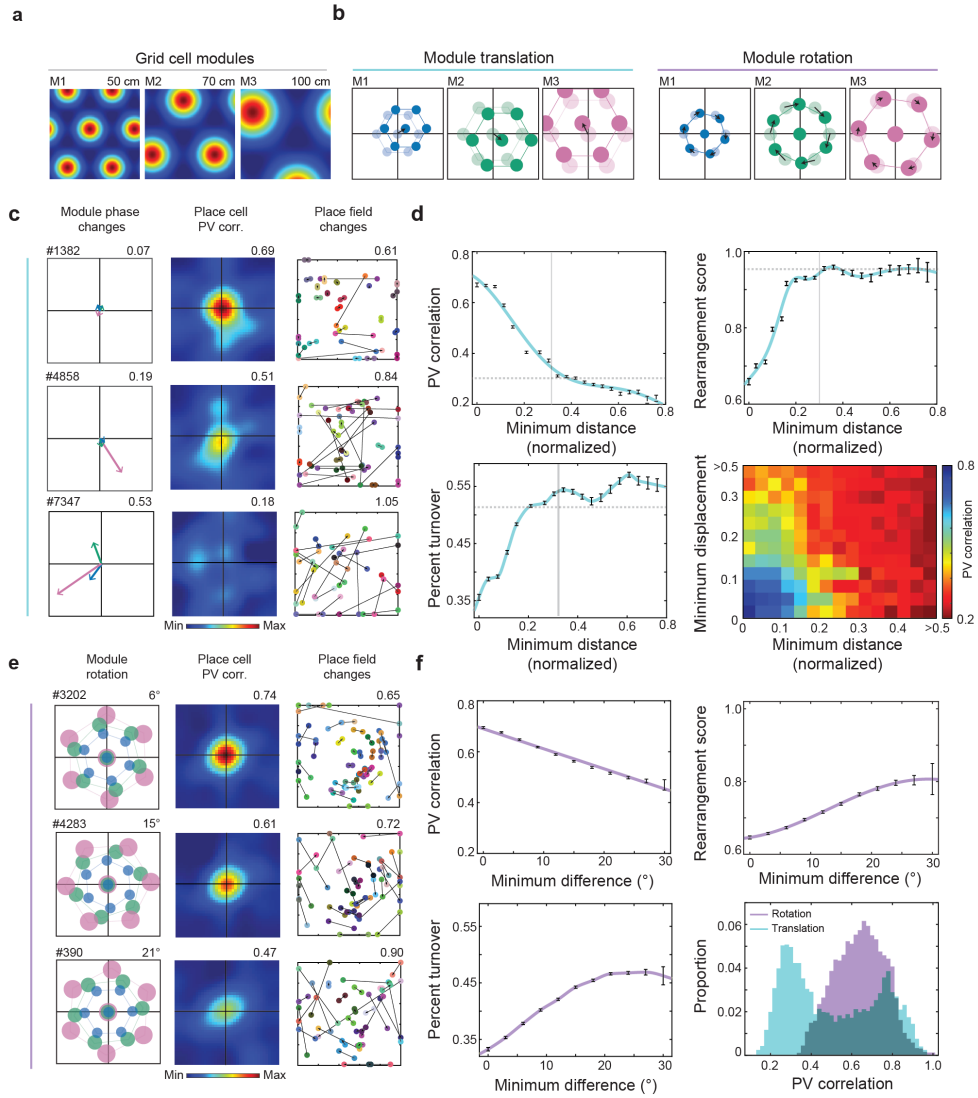 a
b
Grid cell modules
M1 50 cm M2 70 cm M3 100 cm
Module translation
M1 M2 M3
Module rotation
M1 M2 M3
c
Module phase
changes
Place cell
PV corr.
Place field
changes
#1382 0.07 0.69 0.61
#4858 0.19 0.51 0.84
#7347 0.53 0.18 1.05
Min Max
d
PV correlation
0.8
0.6
0.4
0.2
0 0.2 0.4 0.6 0.8
Minimum distance
(normalized)
Rearrangement score
1.0
0.8
0.6
0 0.2 0.4 0.6 0.8
Minimum distance
(normalized)
Percent turnover
0.55
0.45
0.35
0 0.2 0.4 0.6 0.8
Minimum distance
(normalized)
Minimum displacement
>0.5
0.3
0.2
0.1
0
0 0.1 0.2 0.3 >0.5
Minimum distance
(normalized)
0.8
PV correlation
0.2
e
Module
rotation
Place cell
PV corr.
Place field
changes
#3202 6° 0.74 0.65
#4283 15° 0.61 0.72
#390 21° 0.47 0.90
Min Max
f
PV correlation
0.8
0.6
0.4
0.2
0 10 20 30
Minimum difference (°)
Rearrangement score
1.0
0.8
0.6
0 10 20 30
Minimum difference (°)
Percent turnover
0.55
0.45
0.35
0 10 20 30
Minimum difference (°)
Proportion
0.06
0.04
0.02
0
Rotation
Translation
0.2 0.4 0.6 0.8 1.0
PV correlation